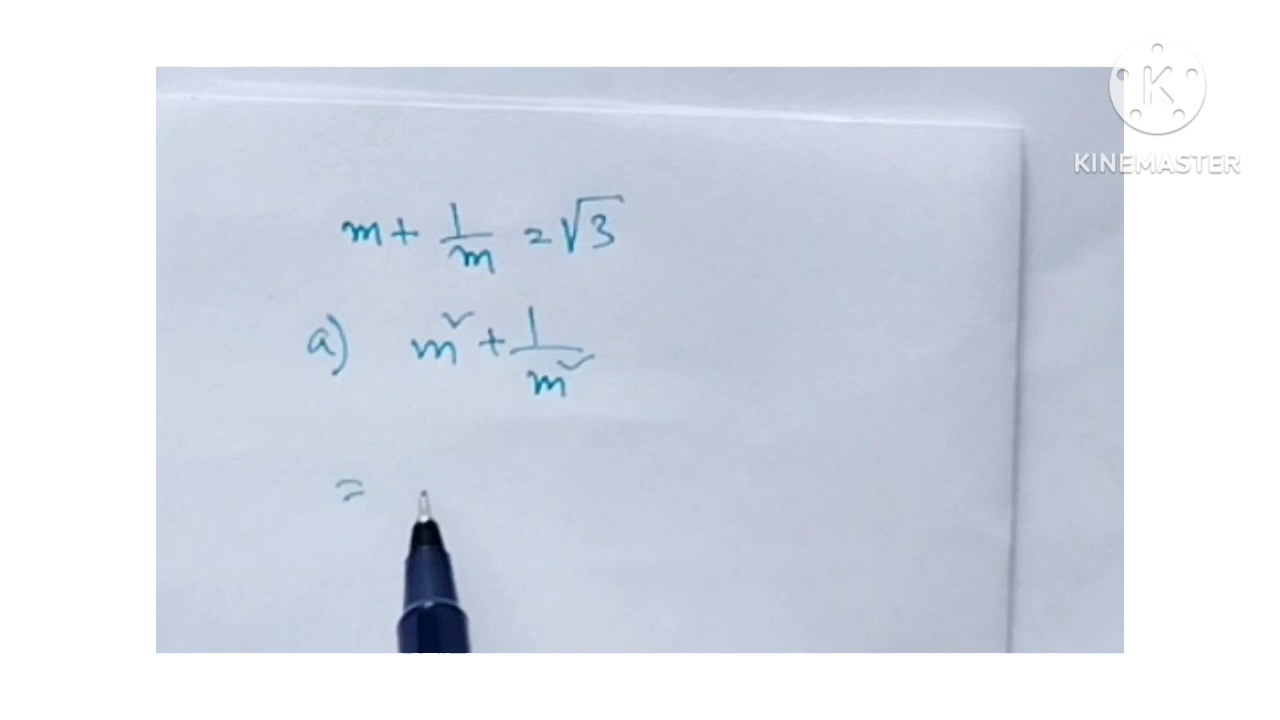 KINEMASTER
m + 1/m = √3
a) m² + 1/m²
=